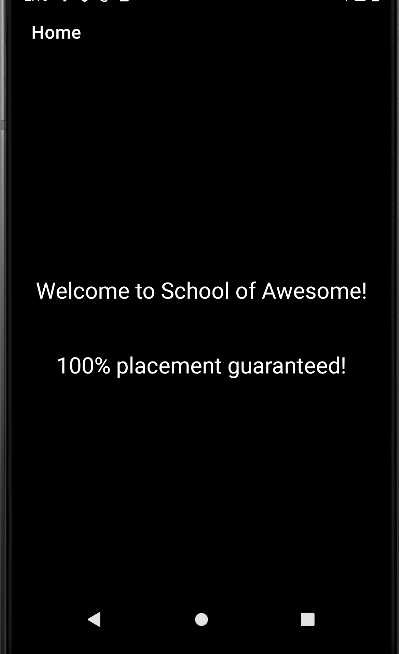 Home
Welcome to School of Awesome!
100% placement guaranteed!